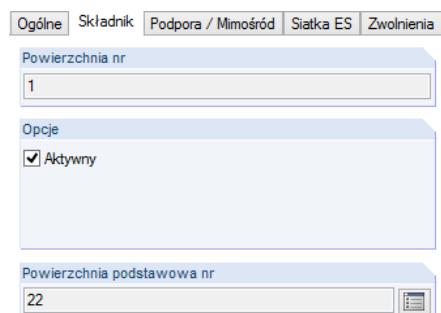 Ogólne Składnik Podpora / Mimośród Siatka ES Zwolnienia
Powierzchnia nr
1
Opcje
Aktywny
Powierzchnia podstawowa nr
22